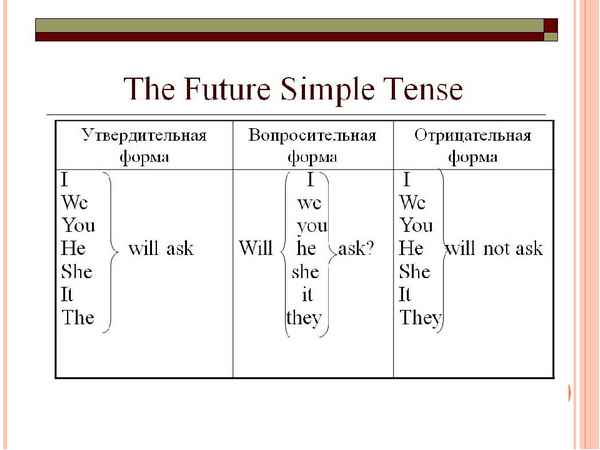 The Future Simple Tense
Утвердительная
форма
Вопросительная
форма
Отрицательная
форма
I
We
You
He
She
It
The
will ask
Will
I
we
you
he
she
it
they
ask?
I
We
You
He
She
It
They
will not ask